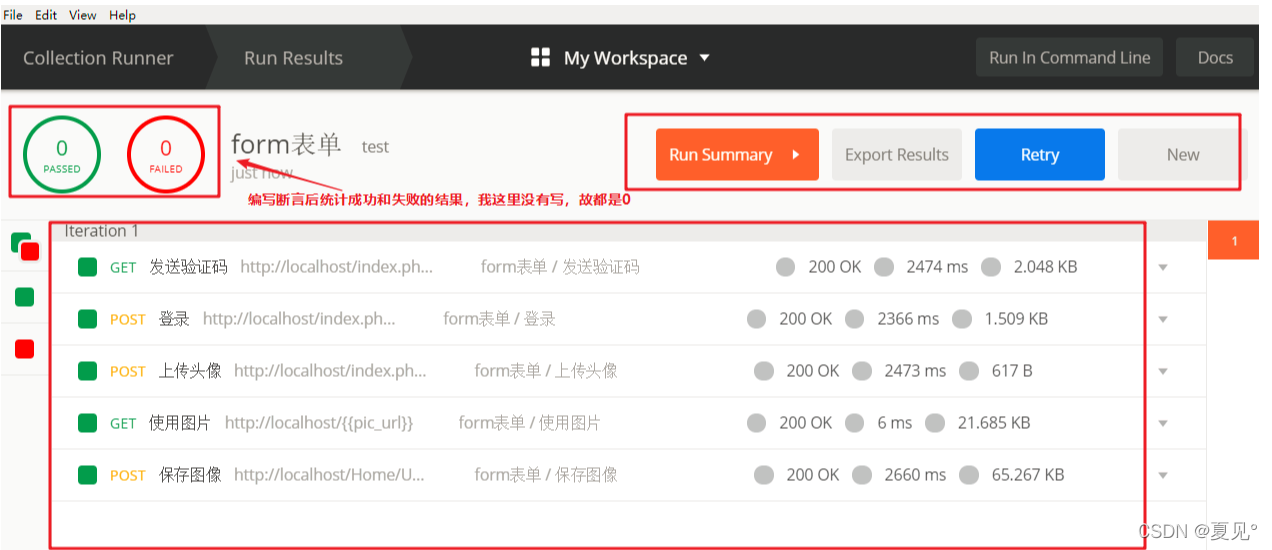 File Edit View Help
Collection Runner Run Results My Workspace Run In Command Line Docs
0 PASSED 0 FAILED
form表单 test
just now
Run Summary Export Results Retry New
编写断言后统计成功和失败的结果，我这里没有写，故都是0
Iteration 1
1
GET 发送验证码 http://localhost/index.ph... form表单 / 发送验证码 200 OK 2474 ms 2.048 KB
POST 登录 http://localhost/index.ph... form表单 / 登录 200 OK 2366 ms 1.509 KB
POST 上传头像 http://localhost/index.ph... form表单 / 上传头像 200 OK 2473 ms 617 B
GET 使用图片 http://localhost/{{pic_url}} form表单 / 使用图片 200 OK 6 ms 21.685 KB
POST 保存图像 http://localhost/Home/U... form表单 / 保存图像 200 OK 2660 ms 65.267 KB
CSDN @夏见°